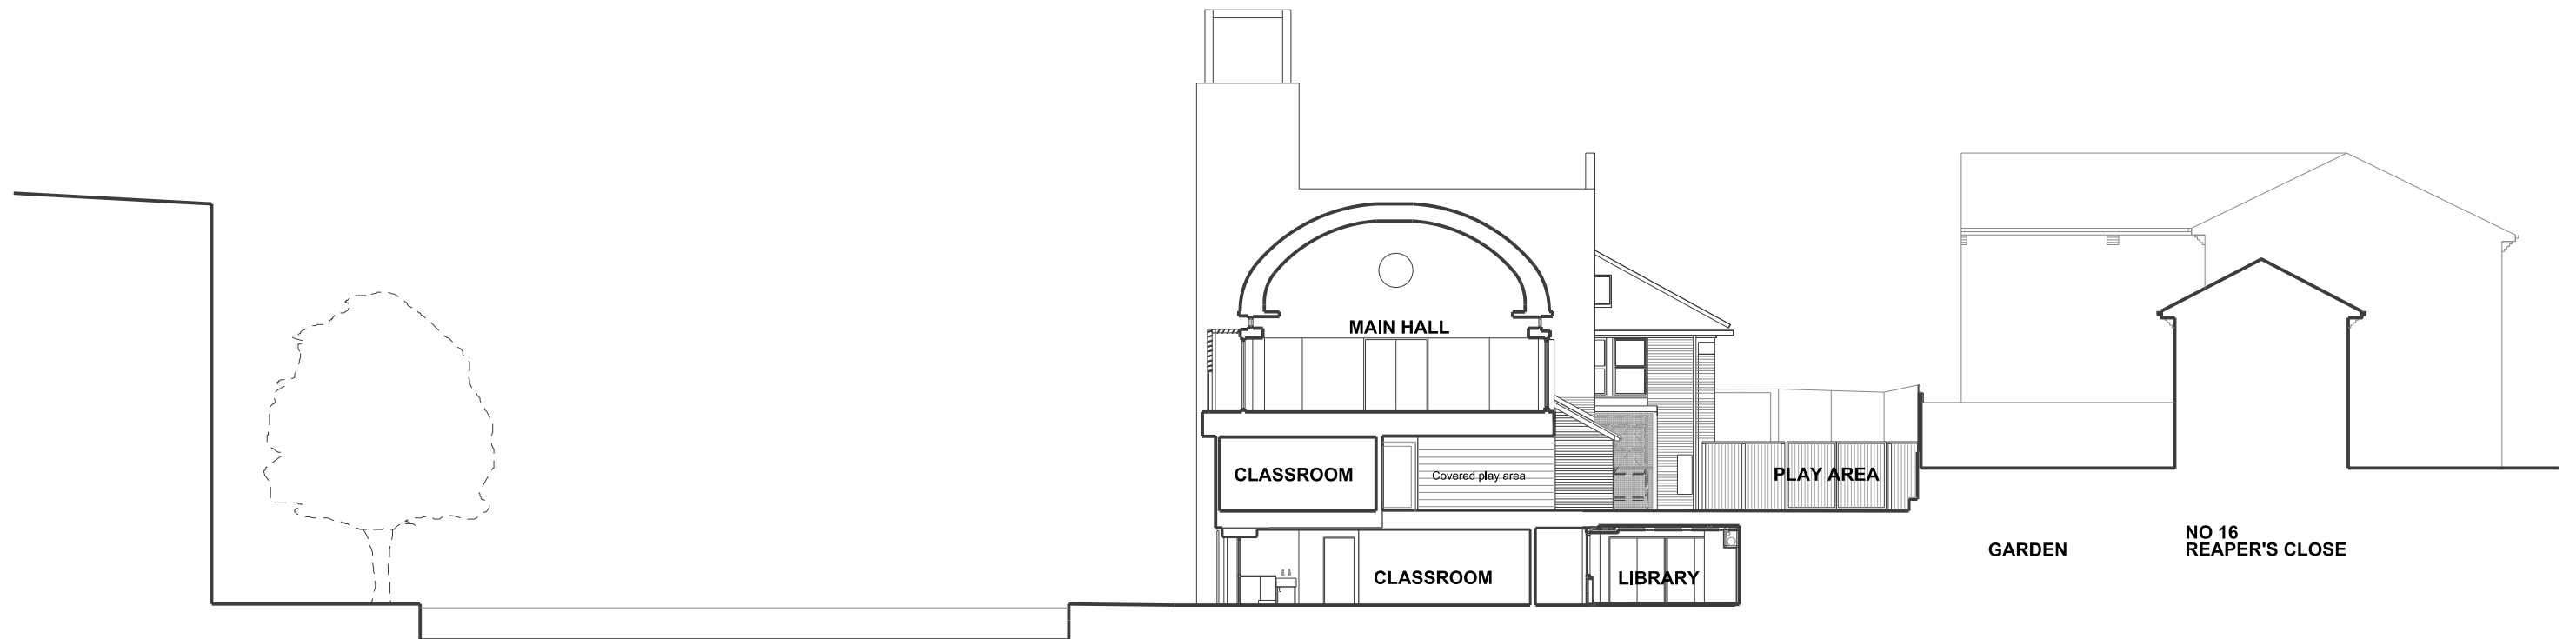 MAIN HALL
CLASSROOM
Covered play area
PLAY AREA
CLASSROOM
LIBRARY
GARDEN
NO 16
REAPER'S CLOSE